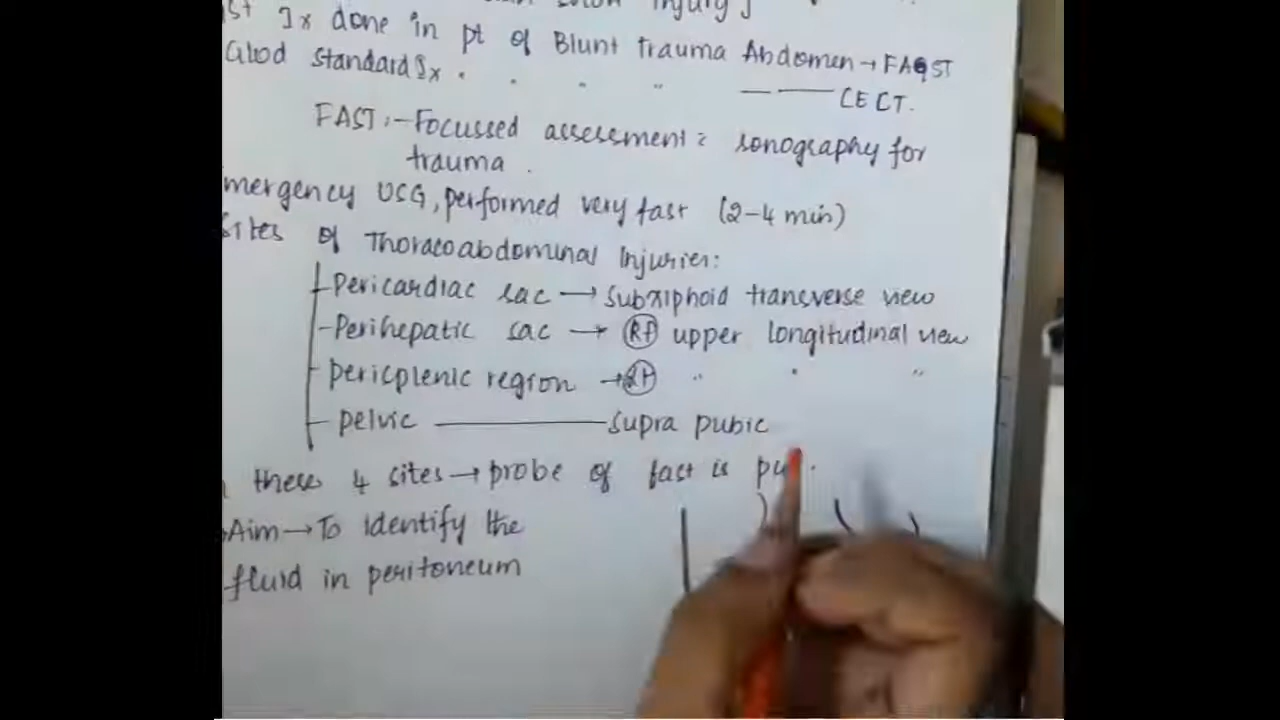 injury]
st Ix done in pt of Blunt trauma Abdomen → FAST
Glod standard Ix " " " " —— CECT.
FAST :- Focussed assessment c sonography for
trauma.
mergency USG, performed very fast (2-4 min)
Sites of Thoracoabdominal Injuries:
- Pericardiac sac → Subxiphoid transverse view
- Perihepatic sac → Rt upper longitudinal view
- Pericplenic region → Lt " " "
- pelvic —— Supra pubic
these 4 sites → probe of fast is
Aim → To identify the
fluid in peritoneum